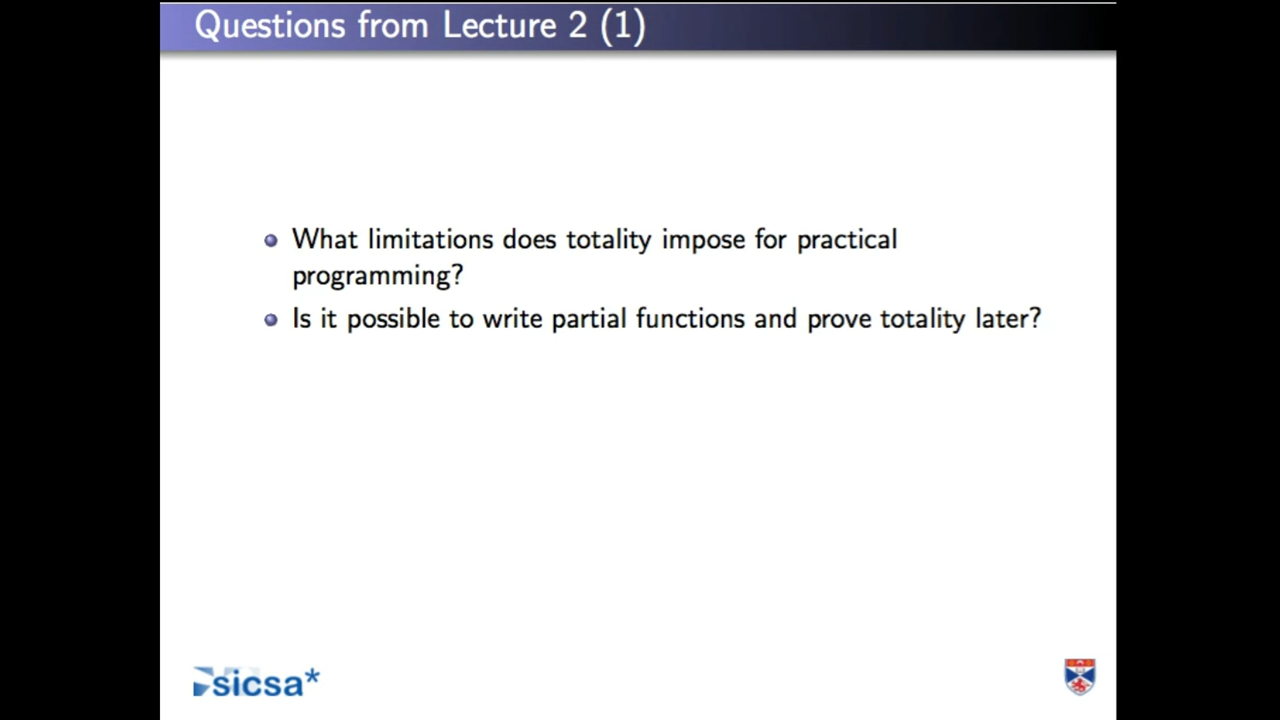 Questions from Lecture 2 (1)
What limitations does totality impose for practical
programming?
Is it possible to write partial functions and prove totality later?
sicsa*